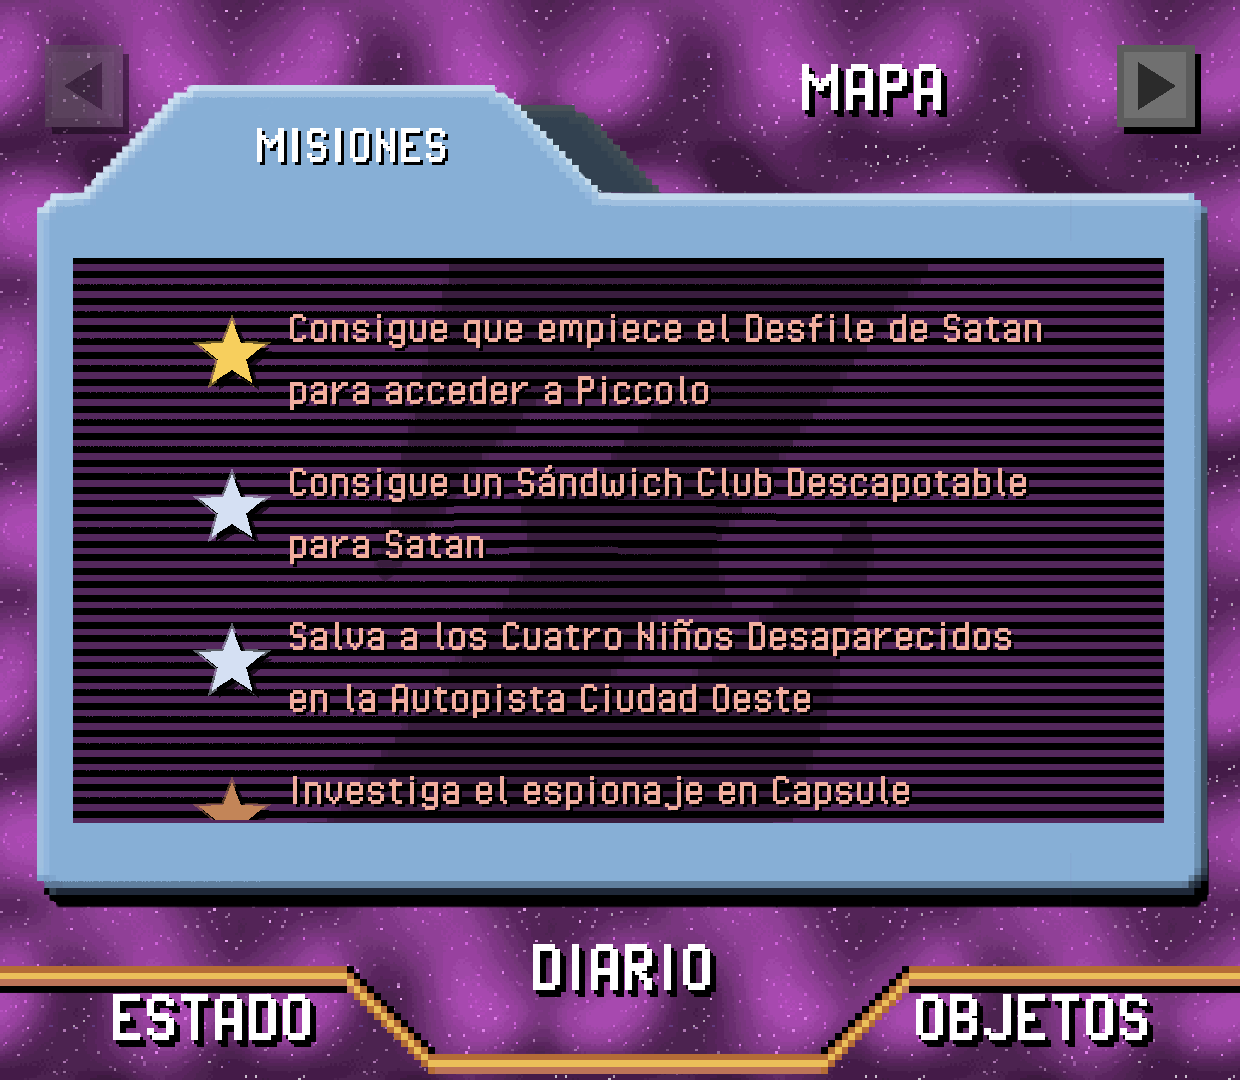 MAPA
MISIONES
Consigue que empiece el Desfile de Satan
para acceder a Piccolo
Consigue un Sándwich Club Descapotable
para Satan
Salva a los Cuatro Niños Desaparecidos
en la Autopista Ciudad Oeste
Investiga el espionaje en Capsule
DIARIO
ESTADO
OBJETOS